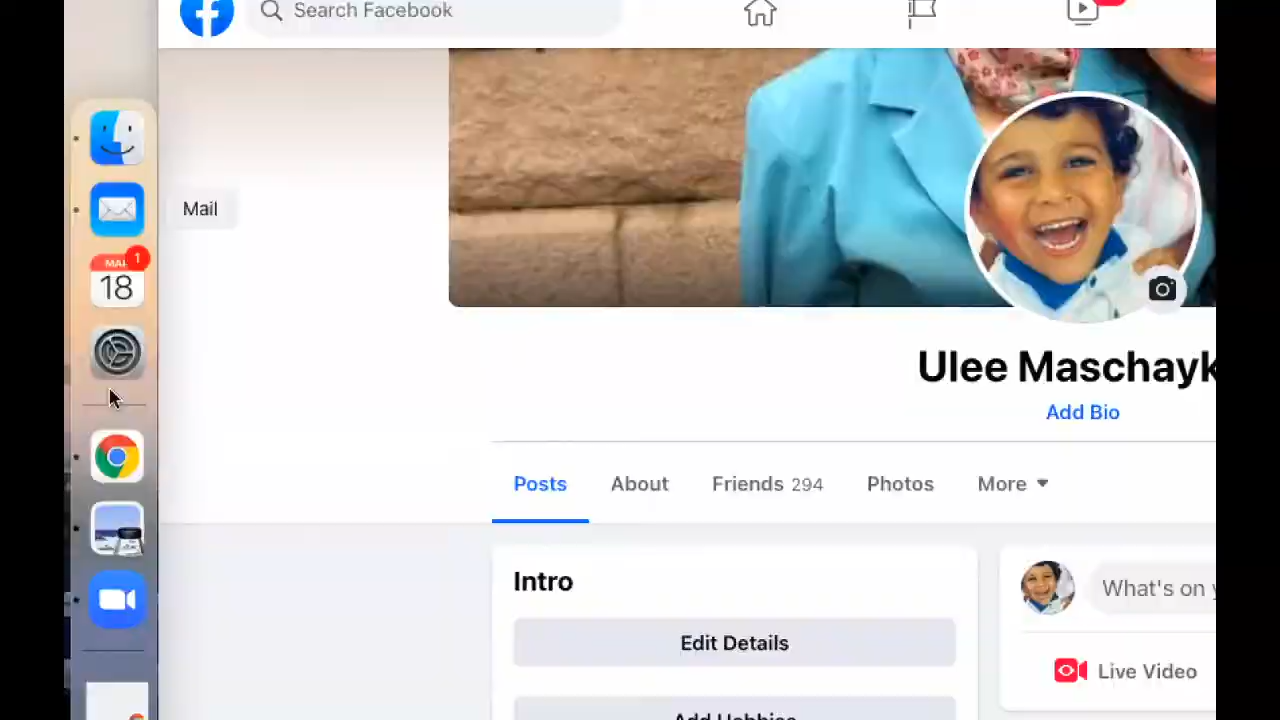 Search Facebook
Mail
1
18
Ulee Maschayk
Add Bio
Posts
About
Friends 294
Photos
More
Intro
Edit Details
What's on
Live Video